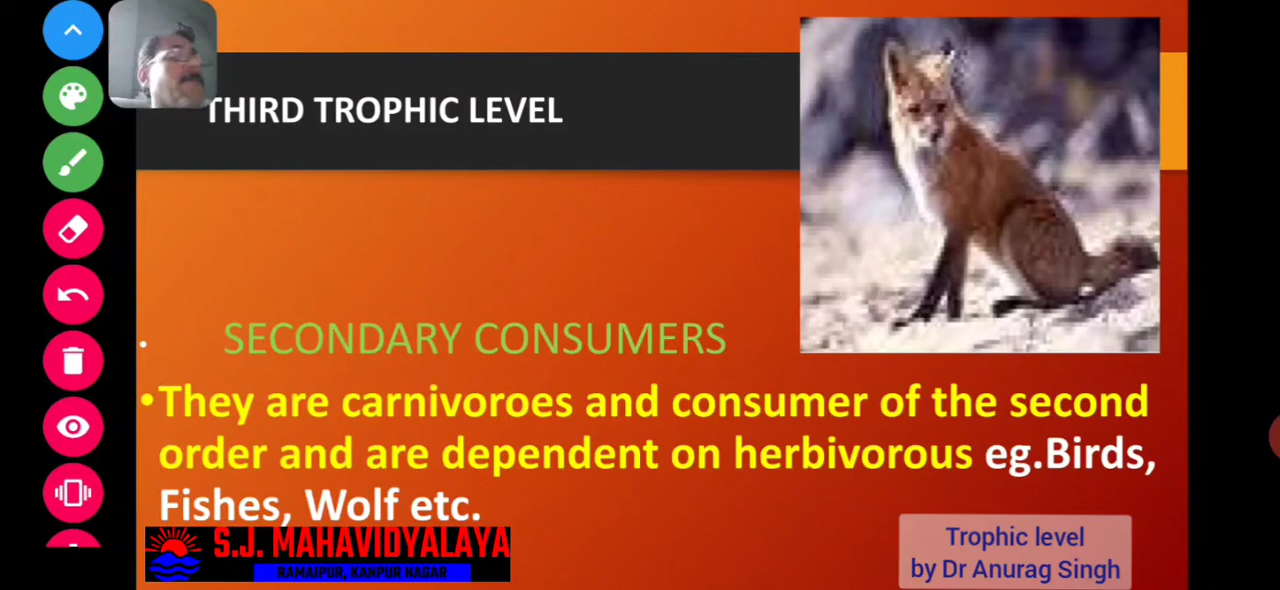 THIRD TROPHIC LEVEL
. SECONDARY CONSUMERS
•They are carnivoroes and consumer of the second
order and are dependent on herbivorous eg.Birds,
Fishes, Wolf etc.
S.J. MAHAVIDYALAYA
RAMAIPUR, KANPUR NAGAR
Trophic level
by Dr Anurag Singh